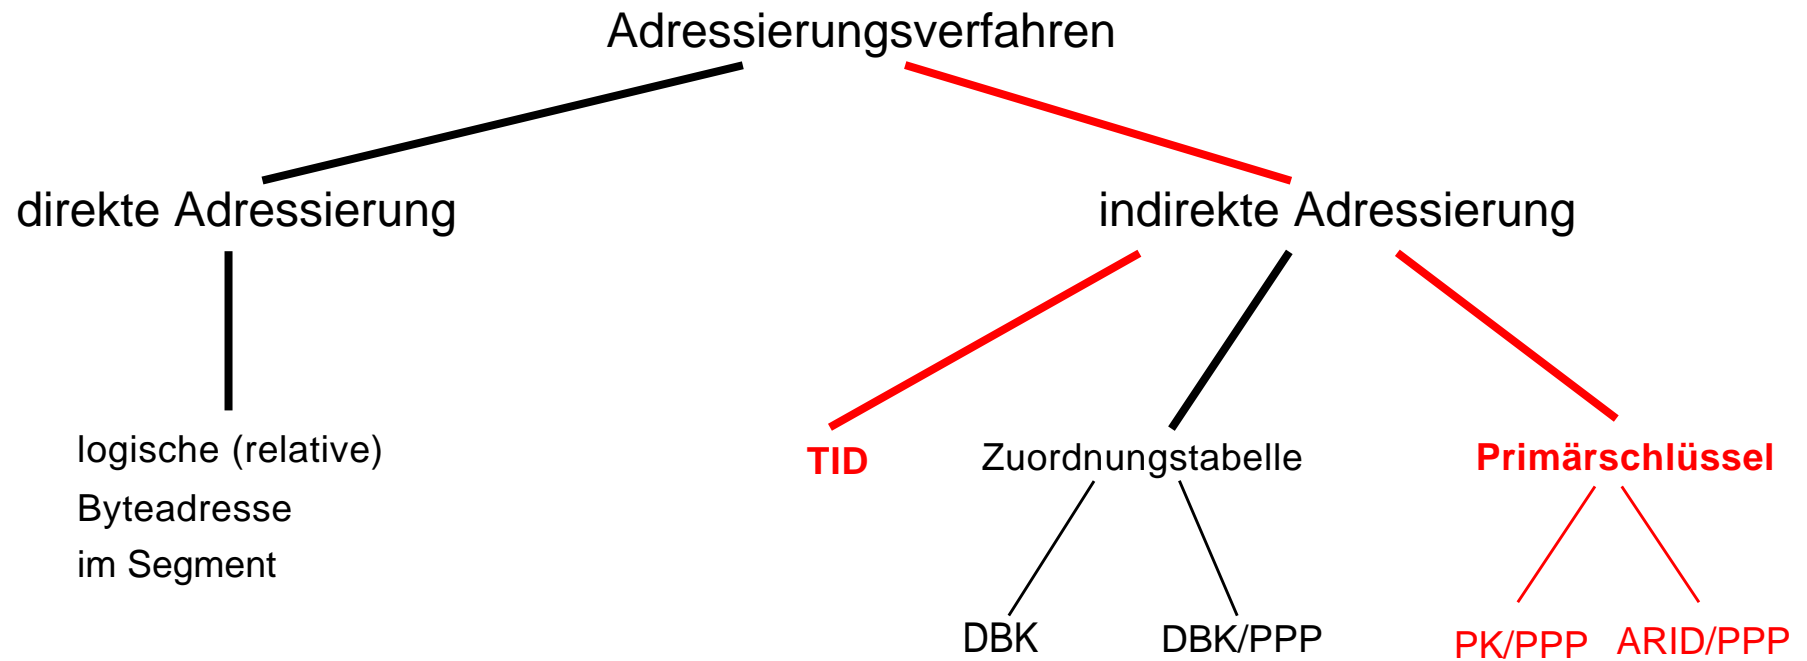 Adressierungsverfahren
direkte Adressierung
indirekte Adressierung
logische (relative)
Byteadresse
im Segment
TID
Zuordnungstabelle
Primärschlüssel
DBK
DBK/PPP
PK/PPP
ARID/PPP